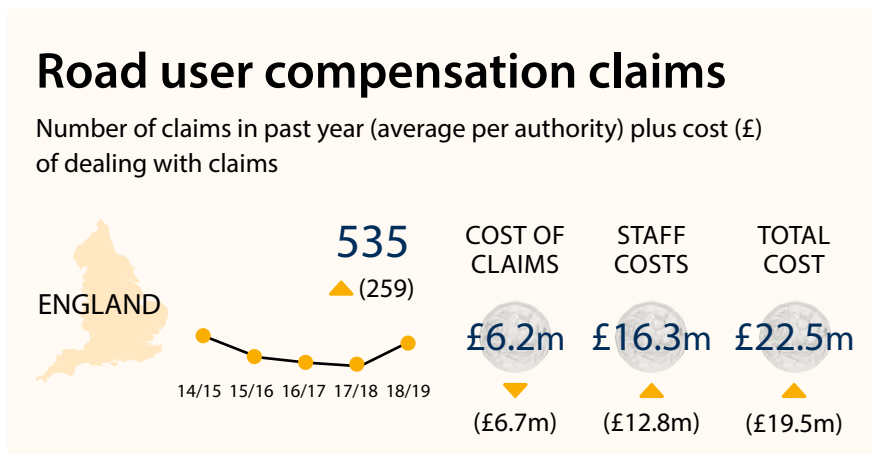 Road user compensation claims
Number of claims in past year (average per authority) plus cost (£)
of dealing with claims
ENGLAND
535
(259)
14/15 15/16 16/17 17/18 18/19
COST OF
CLAIMS
£6.2m
(£6.7m)
STAFF
COSTS
£16.3m
(£12.8m)
TOTAL
COST
£22.5m
(£19.5m)